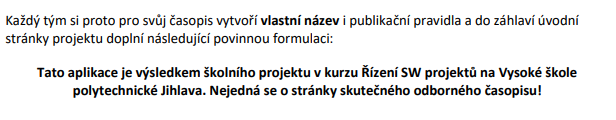 Každý tým si proto pro svůj časopis vytvoří vlastní název i publikační pravidla a do záhlaví úvodní
stránky projektu doplní následující povinnou formulaci:
Tato aplikace je výsledkem školního projektu v kurzu Řízení SW projektů na Vysoké škole
polytechnické Jihlava. Nejedná se o stránky skutečného odborného časopisu!